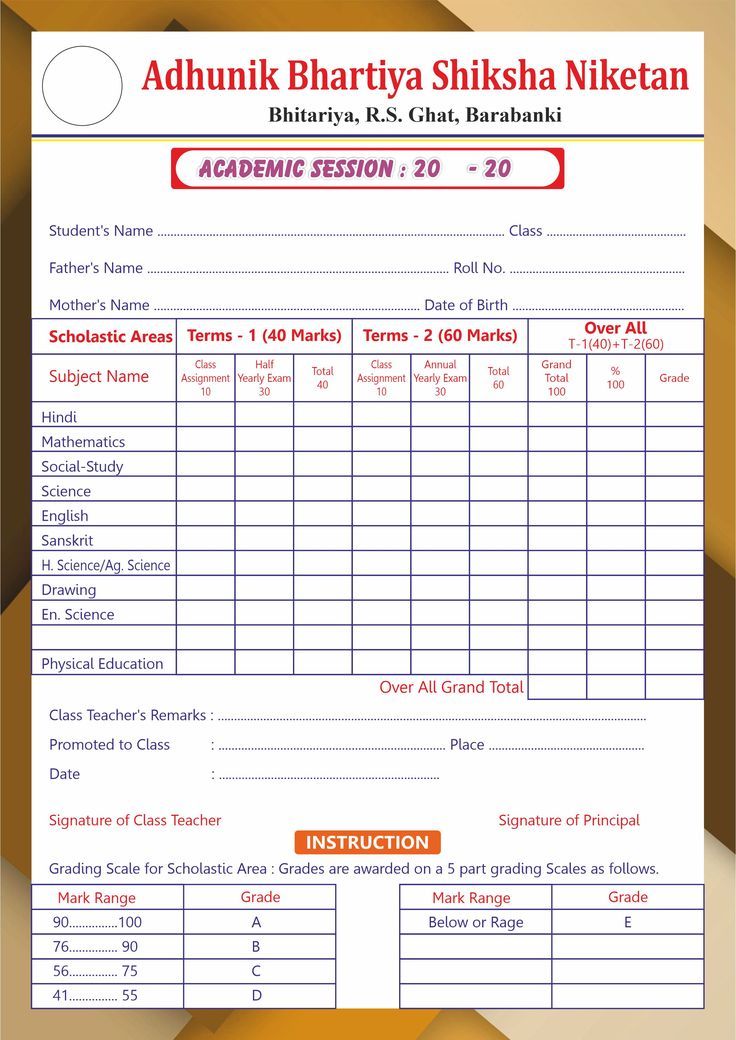 Adhunik Bhartiya Shiksha Niketan
Bhitariya, R.S. Ghat, Barabanki
ACADEMIC SESSION : 20 - 20
Student's Name ........................ Class ........................
Father's Name ........................ Roll No. ........................
Mother's Name ........................ Date of Birth ........................
Scholastic Areas Terms - 1 (40 Marks) Terms - 2 (60 Marks) Over All T-1(40)+T-2(60)
Subject Name Class Assignment 10 Half Yearly Exam 30 Total 40 Class Assignment 10 Annual Yearly Exam 30 Total 60 Grand Total 100 % 100 Grade
Hindi
Mathematics
Social-Study
Science
English
Sanskrit
H. Science/Ag. Science
Drawing
En. Science
Physical Education
Over All Grand Total
Class Teacher's Remarks : ........................
Promoted to Class : ........................ Place ........................
Date : ........................
Signature of Class Teacher Signature of Principal
INSTRUCTION
Grading Scale for Scholastic Area : Grades are awarded on a 5 part grading Scales as follows.
Mark Range Grade Mark Range Grade
90...............100 A Below or Rage E
76............... 90 B
56............... 75 C
41............... 55 D